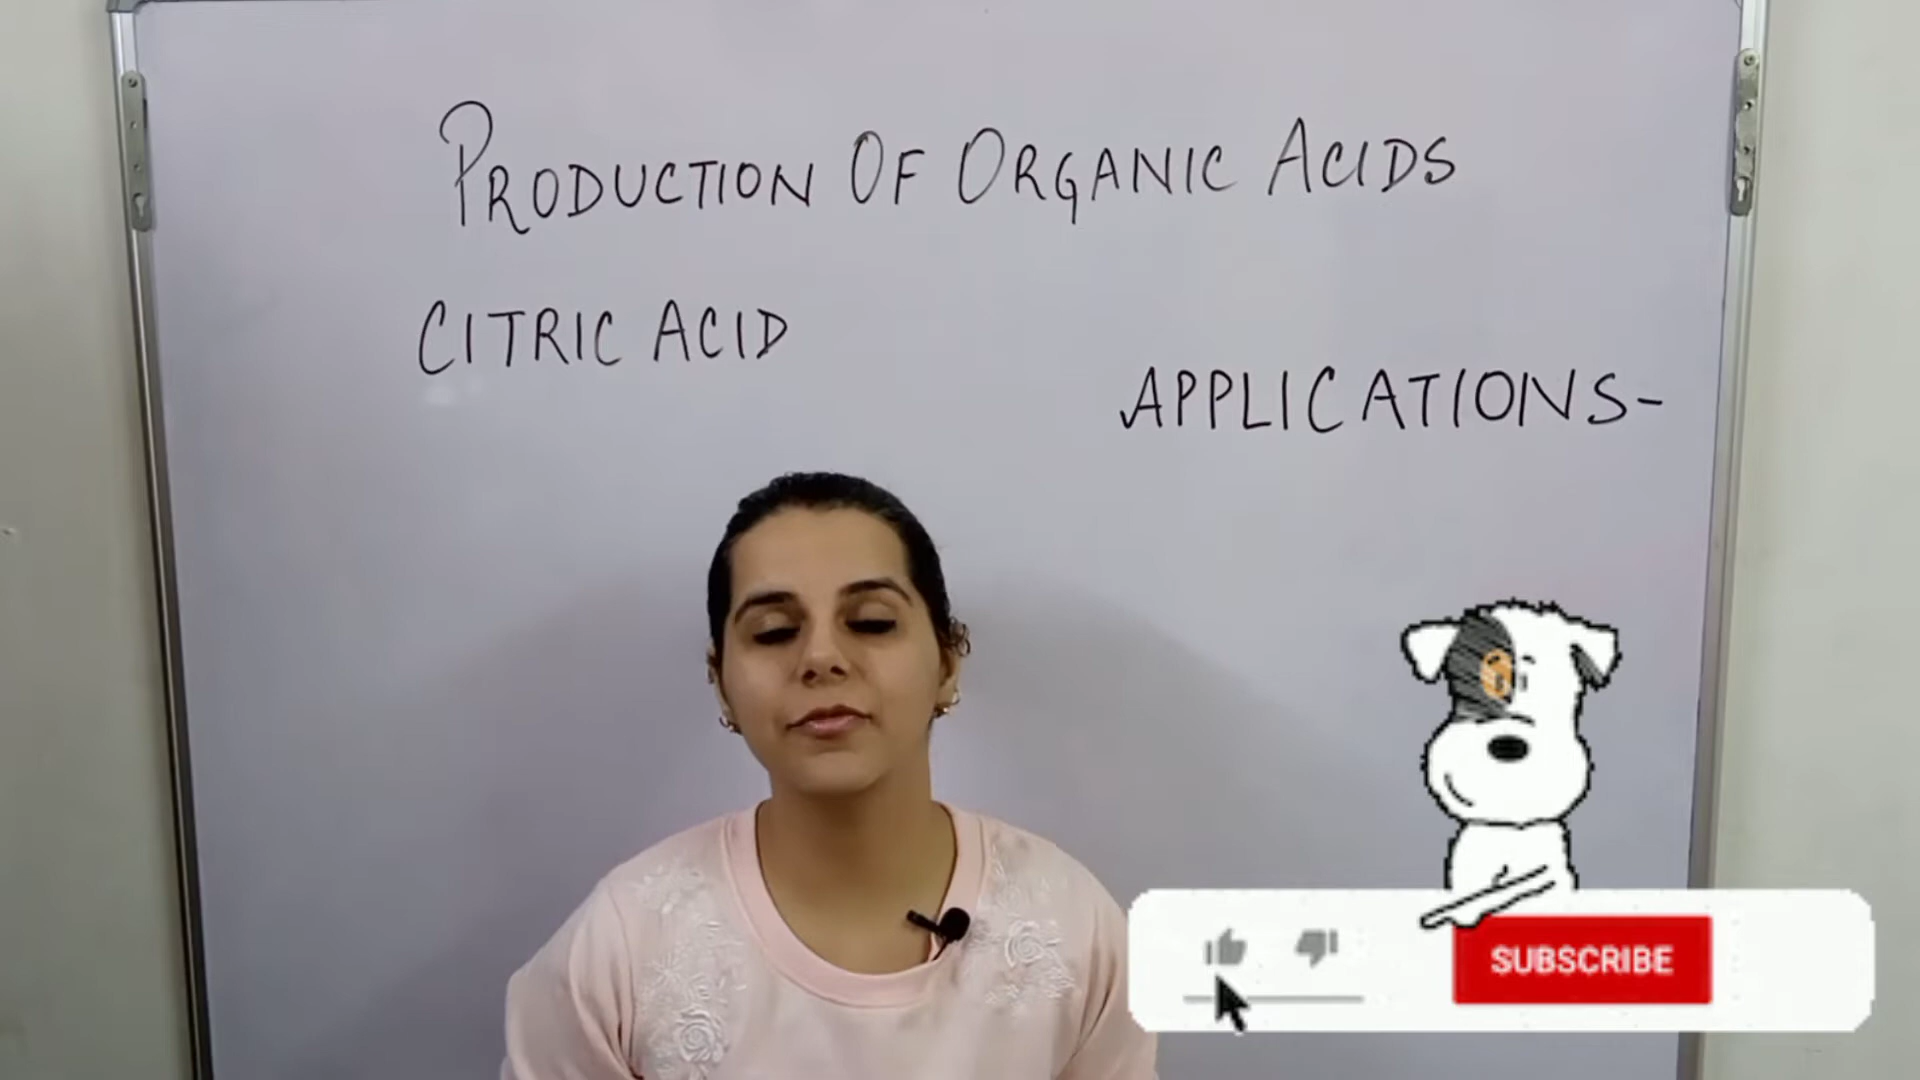 PRODUCTION OF ORGANIC ACIDS
CITRIC ACID
APPLICATIONS-
SUBSCRIBE